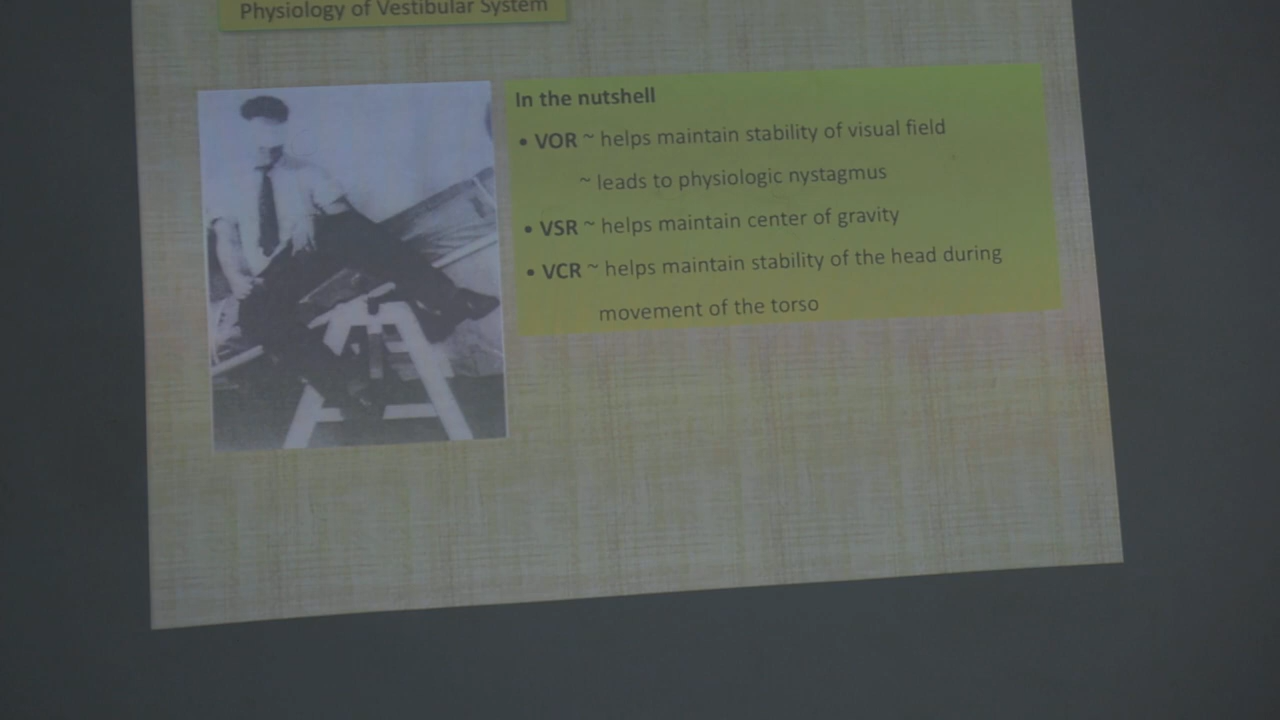 Physiology of Vestibular System
In the nutshell
• VOR ~ helps maintain stability of visual field
~ leads to physiologic nystagmus
• VSR ~ helps maintain center of gravity
• VCR ~ helps maintain stability of the head during
movement of the torso